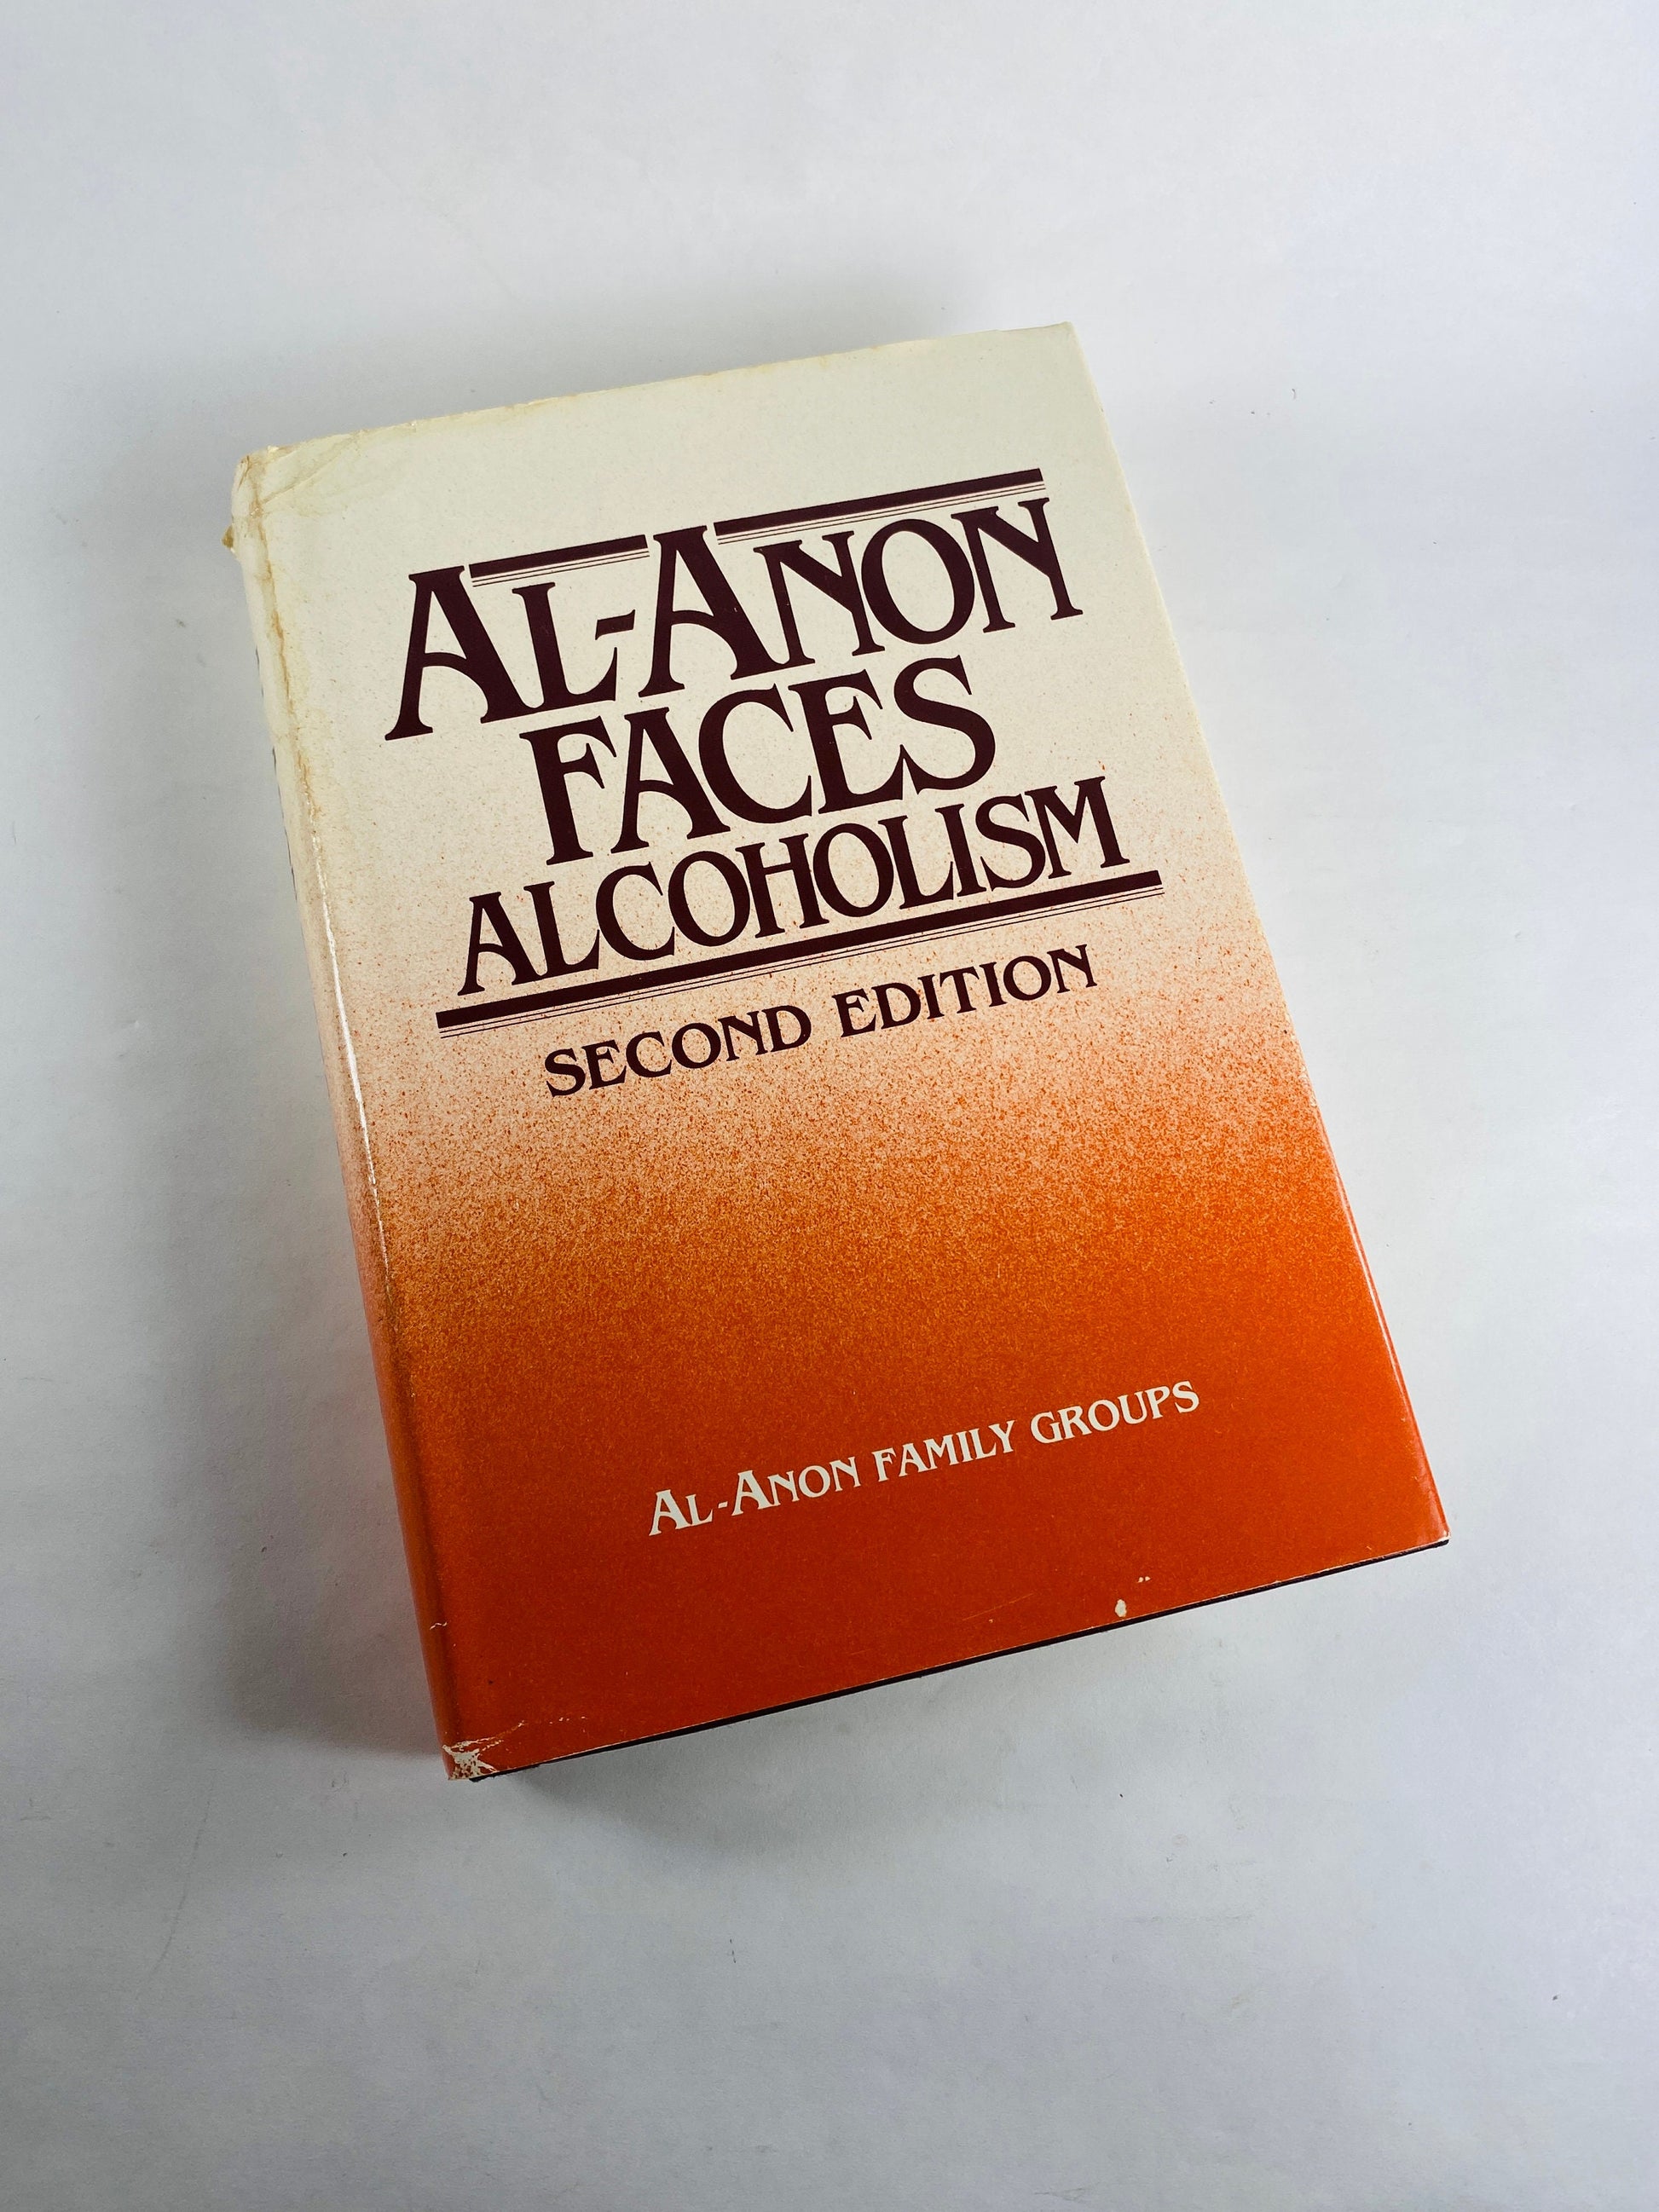 AL-ANON
FACES
ALCOHOLISM
SECOND EDITION
AL-ANON FAMILY GROUPS